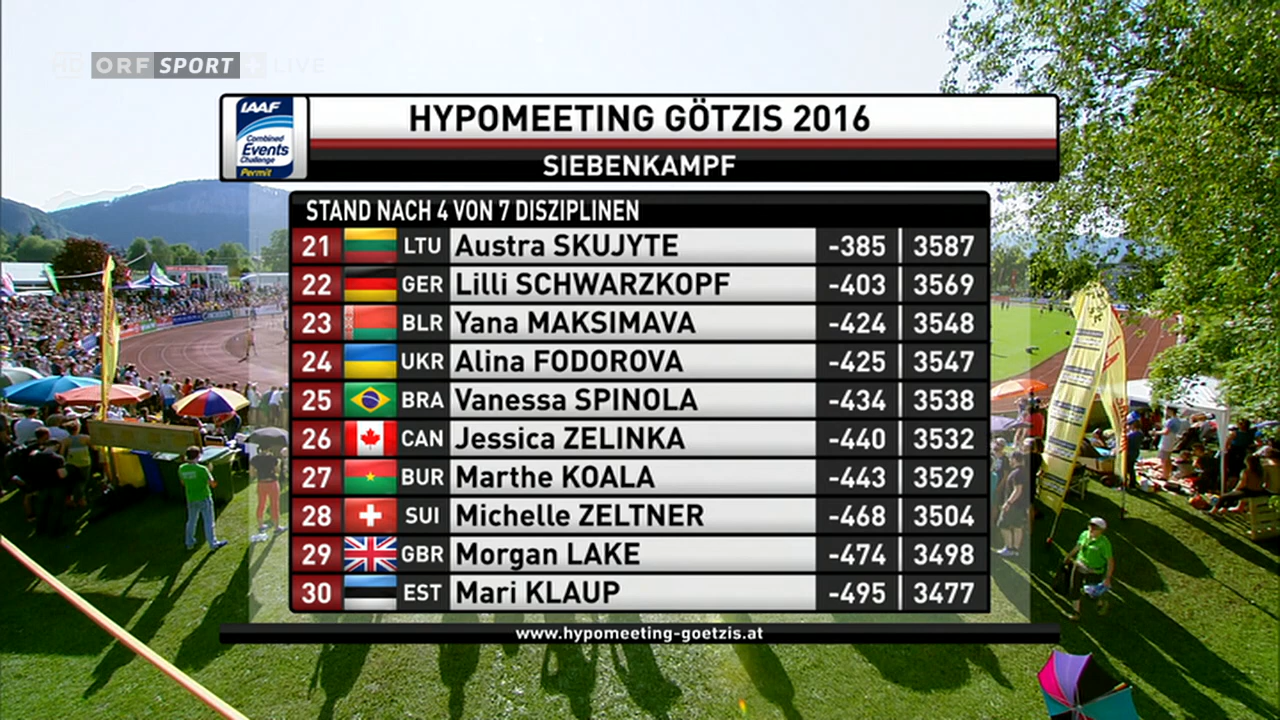 HD ORF SPORT + LIVE
IAAF
Combined
Events
Challenge
Permit
HYPOMEETING GÖTZIS 2016
SIEBENKAMPF
STAND NACH 4 VON 7 DISZIPLINEN
21 LTU Austra SKUJYTE -385 3587
22 GER Lilli SCHWARZKOPF -403 3569
23 BLR Yana MAKSIMAVA -424 3548
24 UKR Alina FODOROVA -425 3547
25 BRA Vanessa SPINOLA -434 3538
26 CAN Jessica ZELINKA -440 3532
27 BUR Marthe KOALA -443 3529
28 SUI Michelle ZELTNER -468 3504
29 GBR Morgan LAKE -474 3498
30 EST Mari KLAUP -495 3477
www.hypomeeting-goetzis.at